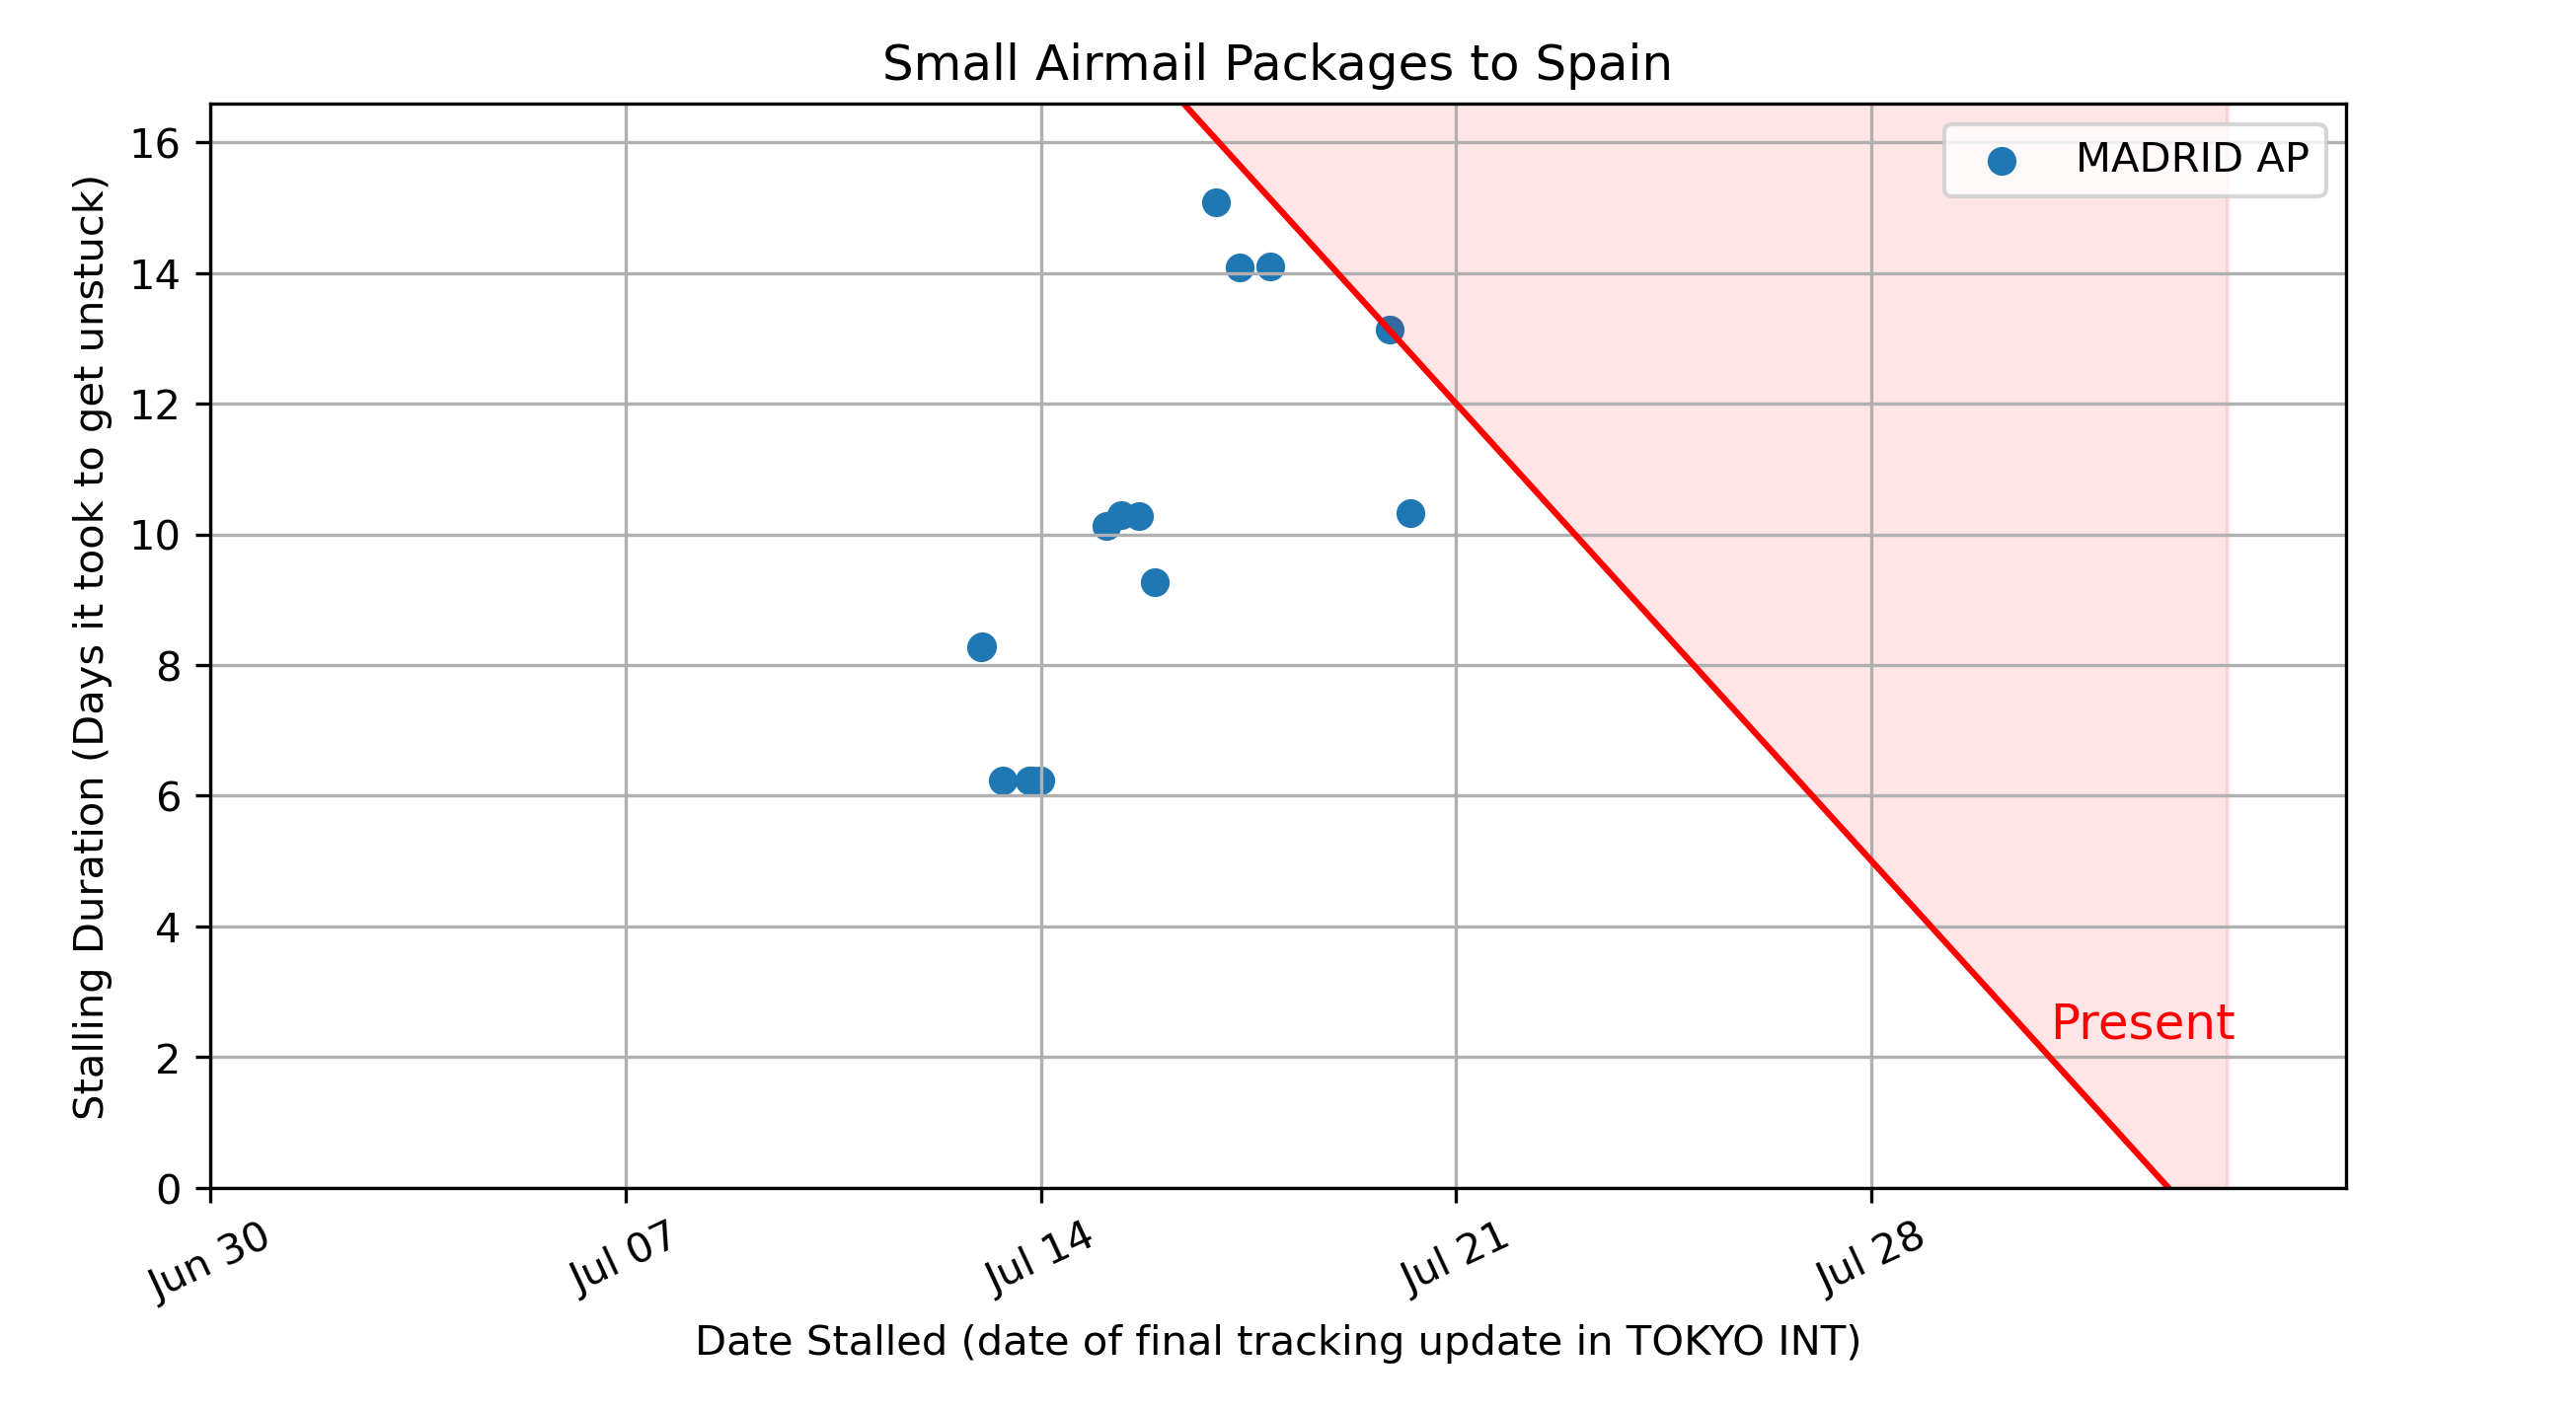 Small Airmail Packages to Spain
MADRID AP
Stalling Duration (Days it took to get unstuck)
16
14
12
10
8
6
4
2
0
Present
Jun 30
Jul 07
Jul 14
Jul 21
Jul 28
Date Stalled (date of final tracking update in TOKYO INT)